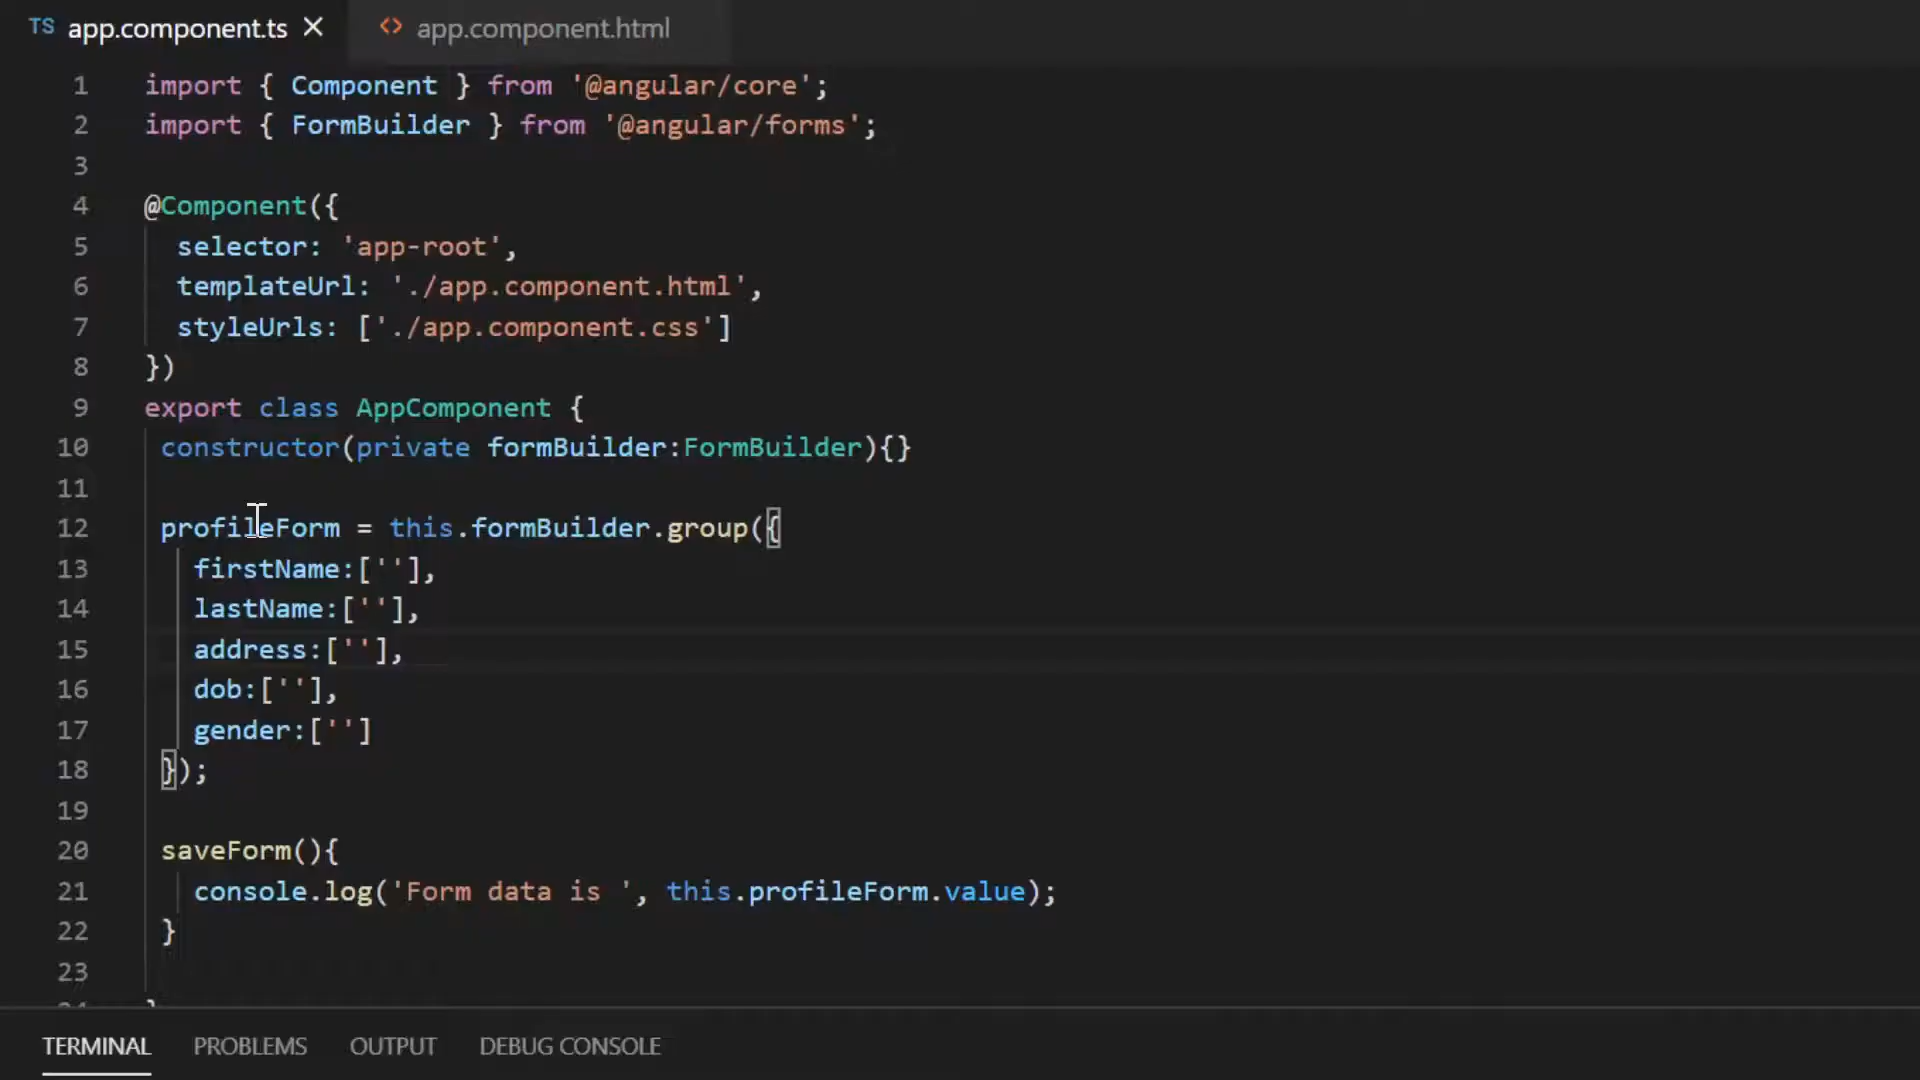 TS app.component.ts × <> app.component.html
1 import { Component } from '@angular/core';
2 import { FormBuilder } from '@angular/forms';
3
4 @Component({
5 selector: 'app-root',
6 templateUrl: './app.component.html',
7 styleUrls: ['./app.component.css']
8 })
9 export class AppComponent {
10 constructor(private formBuilder:FormBuilder){}
11
12 profileForm = this.formBuilder.group({
13 firstName:[''],
14 lastName:[''],
15 address:[''],
16 dob:[''],
17 gender:['']
18 });
19
20 saveForm(){
21 console.log('Form data is ', this.profileForm.value);
22 }
23
TERMINAL PROBLEMS OUTPUT DEBUG CONSOLE